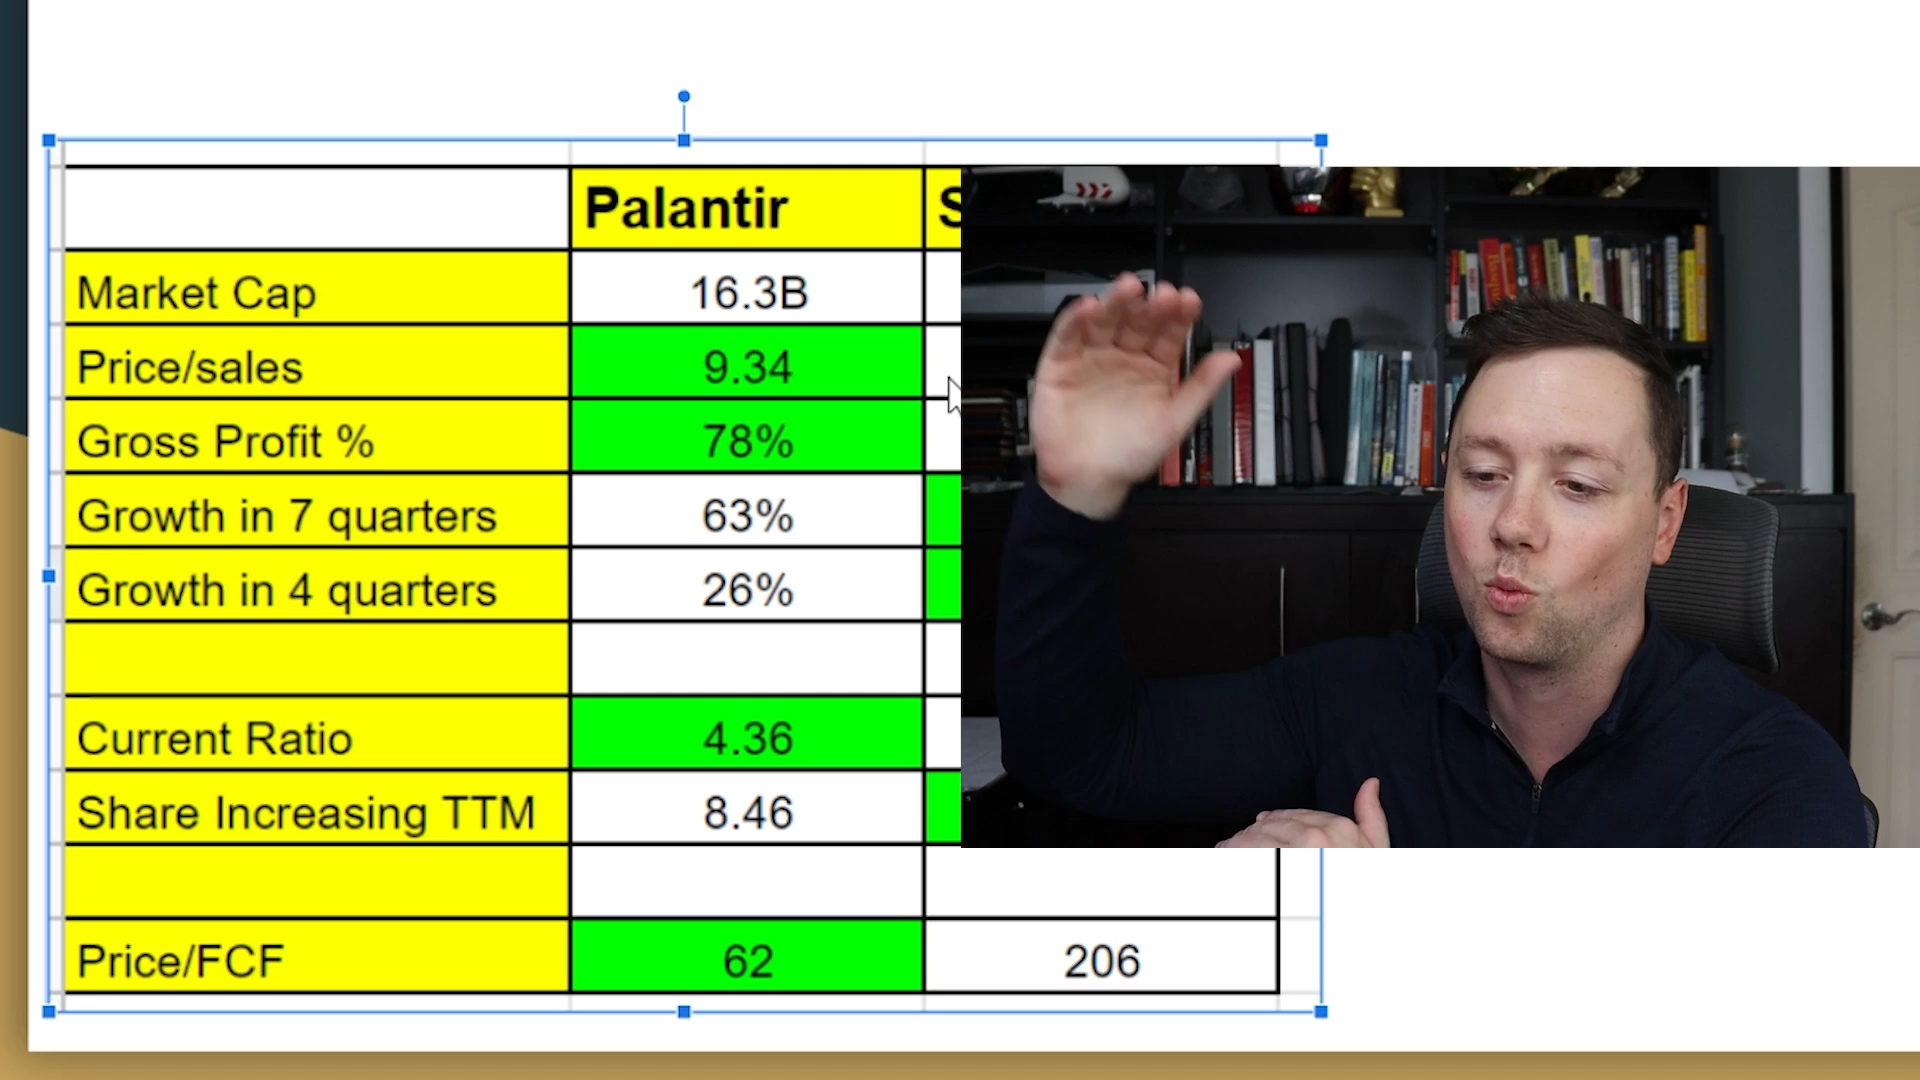 Palantir S
Market Cap 16.3B
Price/sales 9.34
Gross Profit % 78%
Growth in 7 quarters 63%
Growth in 4 quarters 26%
Current Ratio 4.36
Share Increasing TTM 8.46
Price/FCF 62 206